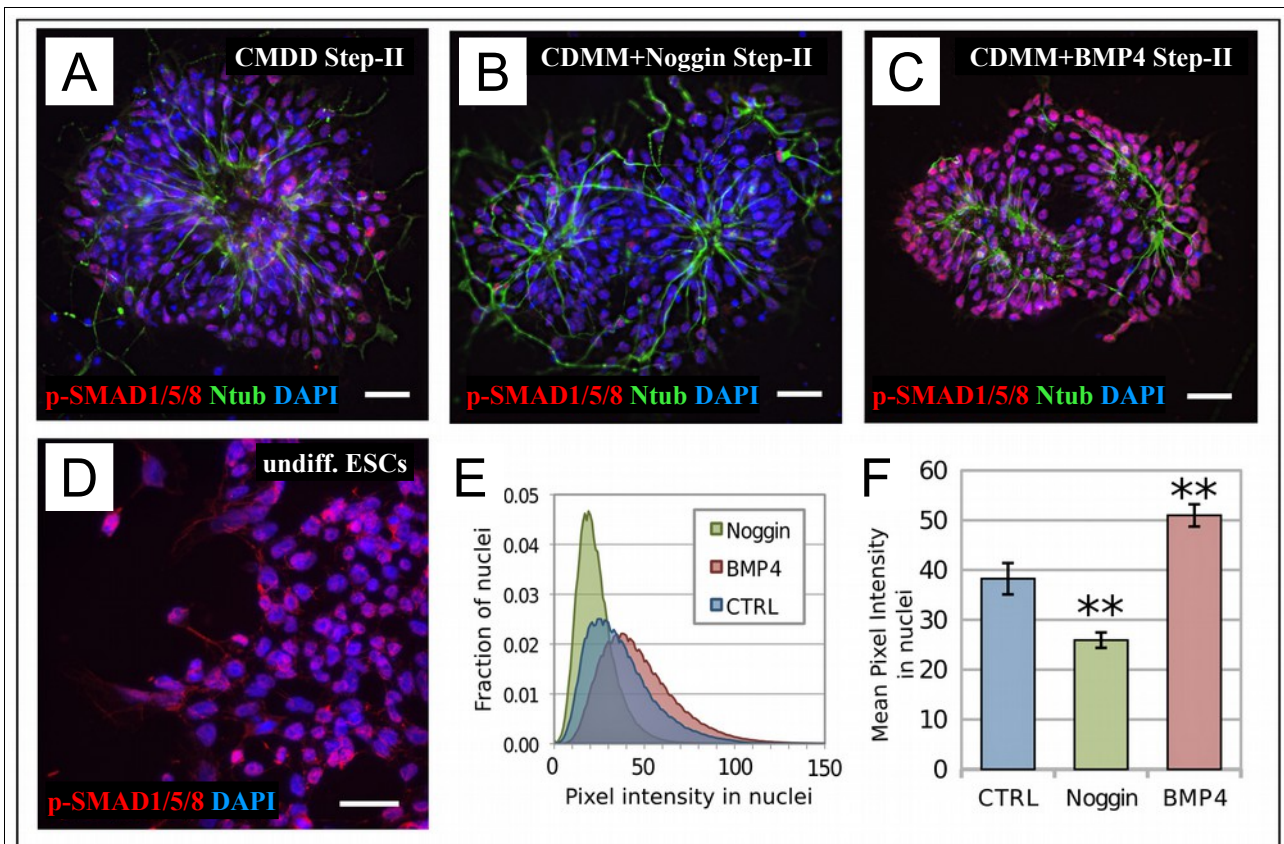 A
CMDD Step-II
p-SMAD1/5/8 Ntub DAPI
B
CDMM+Noggin Step-II
p-SMAD1/5/8 Ntub DAPI
C
CDMM+BMP4 Step-II
p-SMAD1/5/8 Ntub DAPI
D
undiff. ESCs
p-SMAD1/5/8 DAPI
E
Fraction of nuclei
0.05
0.04
0.03
0.02
0.01
0.00
Noggin
BMP4
CTRL
0 50 100 150
Pixel intensity in nuclei
F
Mean Pixel Intensity
in nuclei
60
50
40
30
20
10
0
**
**
CTRL Noggin BMP4